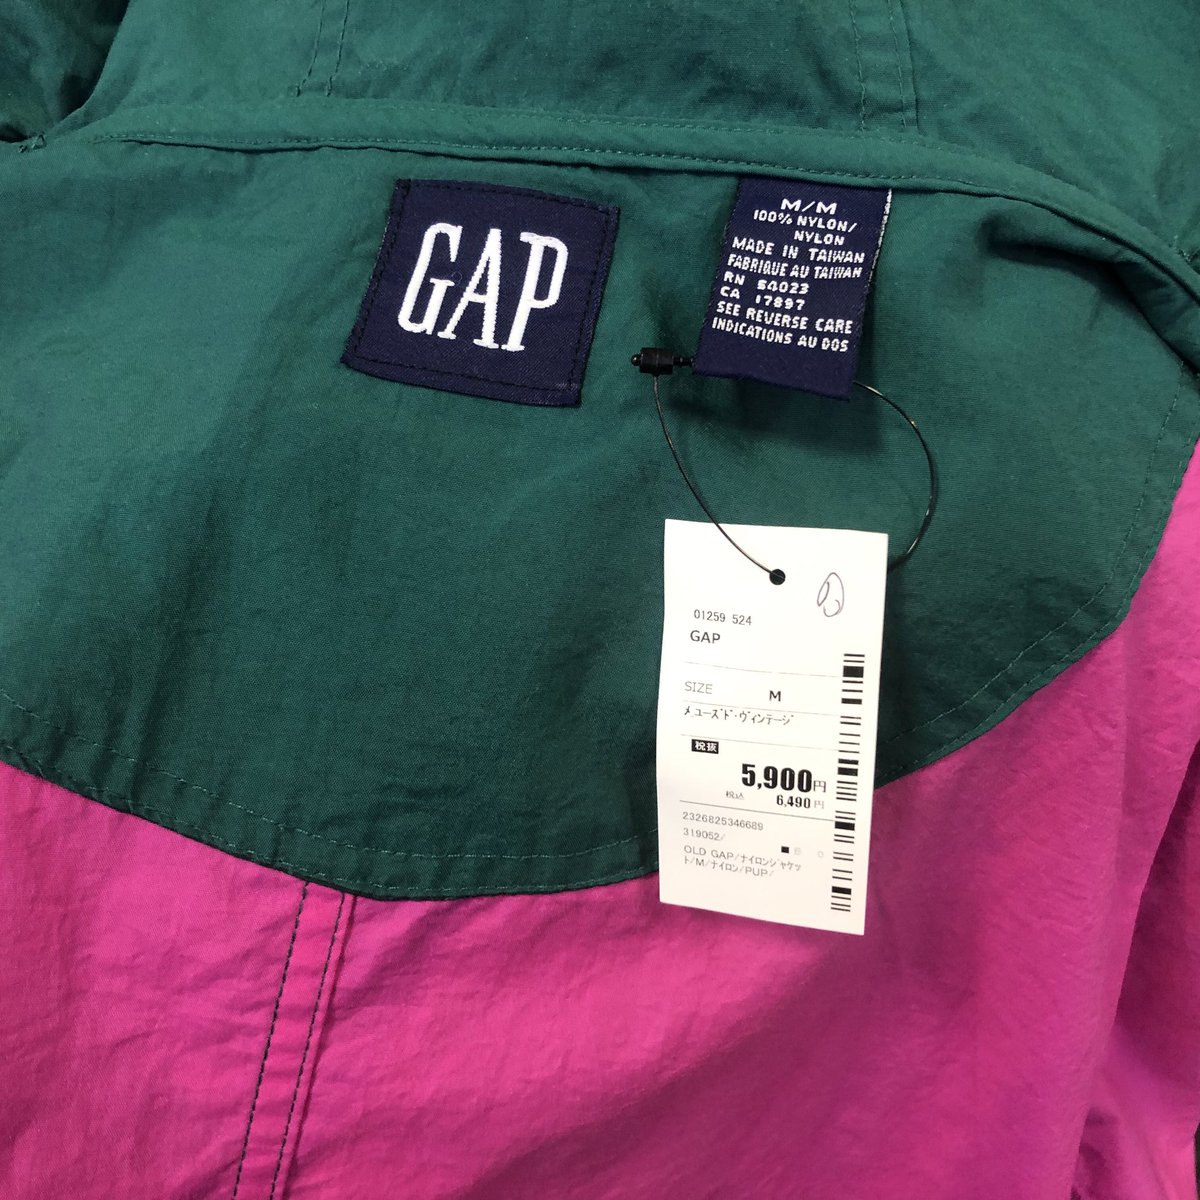 GAP
M/M
100% NYLON/
NYLON
MADE IN TAIWAN
FABRIQUE AU TAIWAN
RN 54023
CA 17897
SEE REVERSE CARE
INDICATIONS AU DOS
01259 524
GAP
SIZE M
メユーズド・ヴィンテージ
税抜
5,900円
税込 6,490円
2326825346689
319052/
6 0
OLD GAP/ナイロンジャケッ
ト/M/ナイロン/PUP/